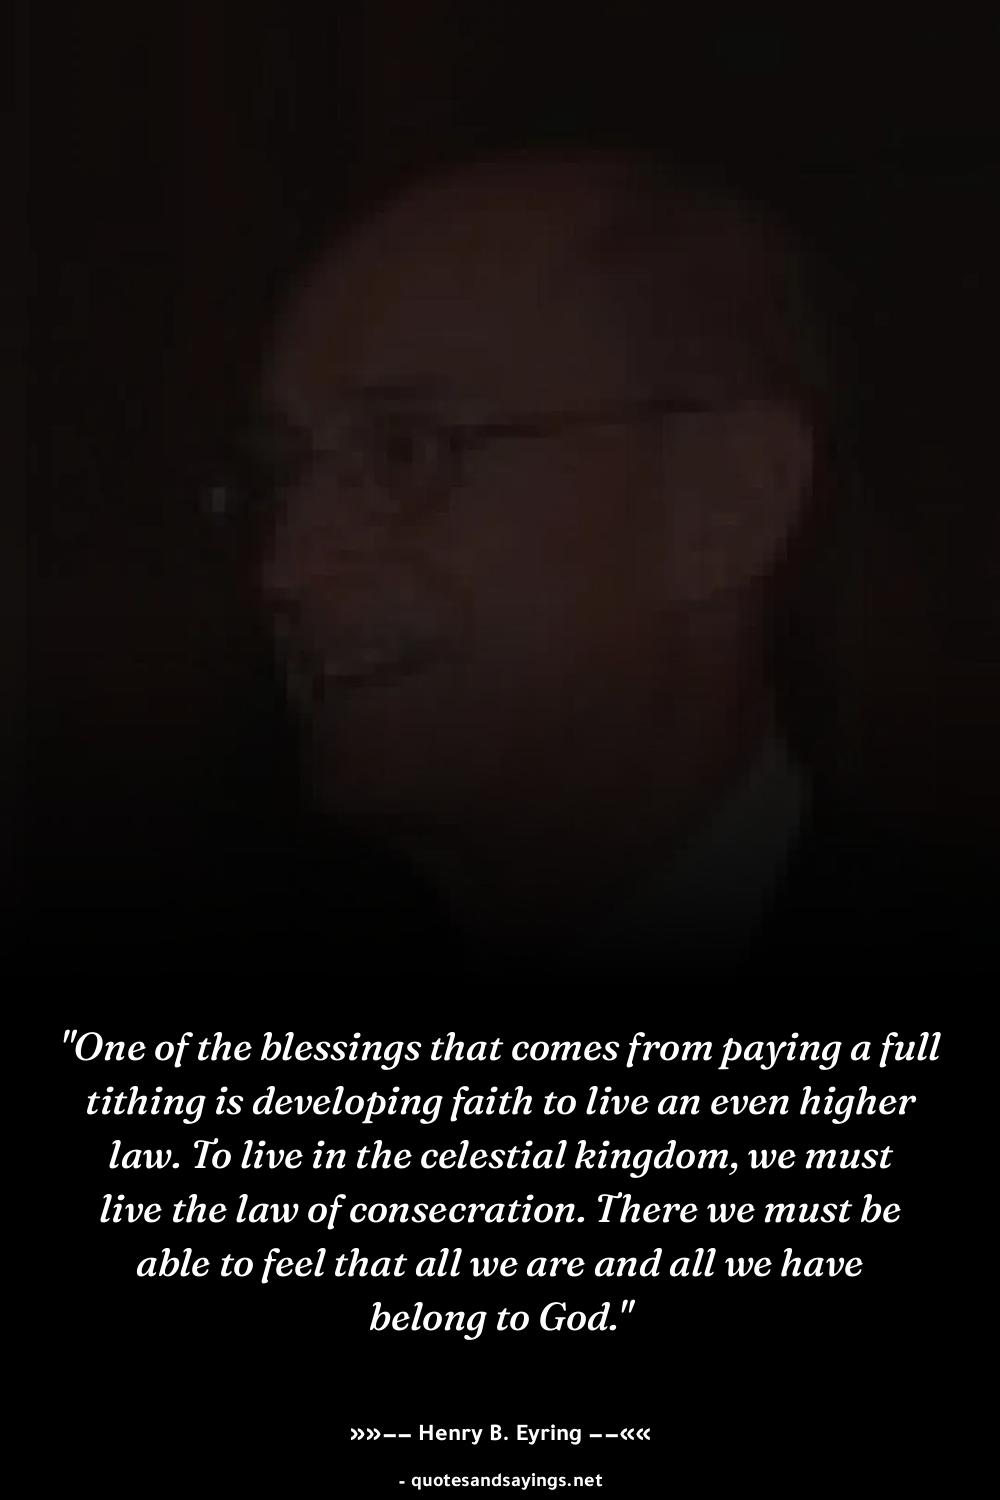 "One of the blessings that comes from paying a full
tithing is developing faith to live an even higher
law. To live in the celestial kingdom, we must
live the law of consecration. There we must be
able to feel that all we are and all we have
belong to God."
»»–– Henry B. Eyring ––««
- quotesandsayings.net